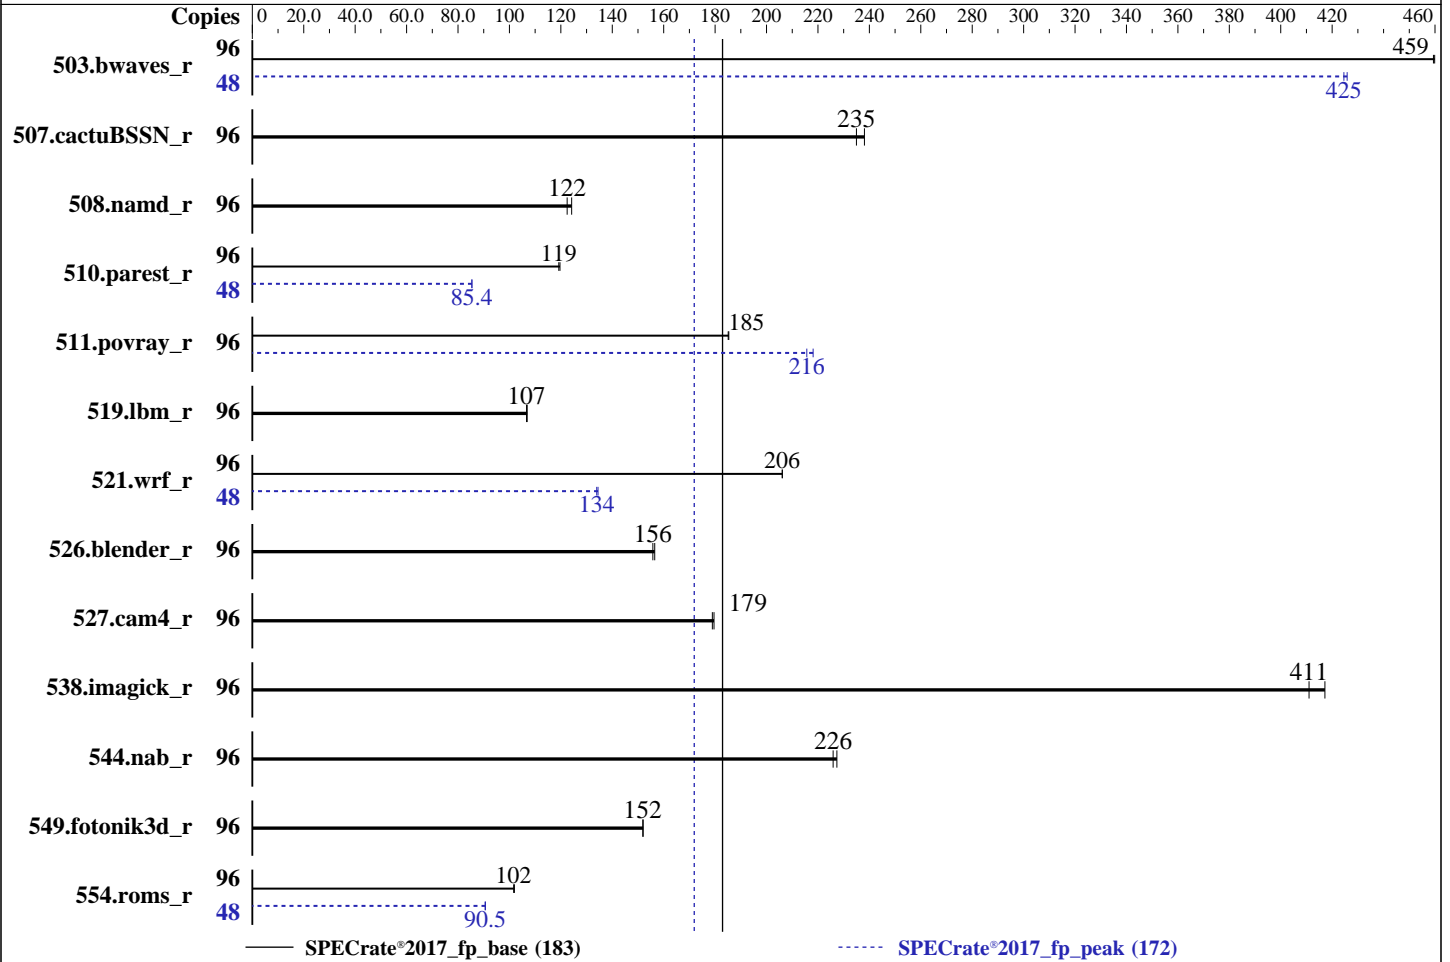 Copies 0 20.0 40.0 60.0 80.0 100 120 140 160 180 200 220 240 260 280 300 320 340 360 380 400 420 460
503.bwaves_r 96 459
48 425
507.cactuBSSN_r 96 235
508.namd_r 96 122
510.parest_r 96 119
48 85.4
511.povray_r 96 185
216
519.lbm_r 96 107
521.wrf_r 96 206
48 134
526.blender_r 96 156
527.cam4_r 96 179
538.imagick_r 96 411
544.nab_r 96 226
549.fotonik3d_r 96 152
554.roms_r 96 102
48 90.5
SPECrate®2017_fp_base (183) SPECrate®2017_fp_peak (172)